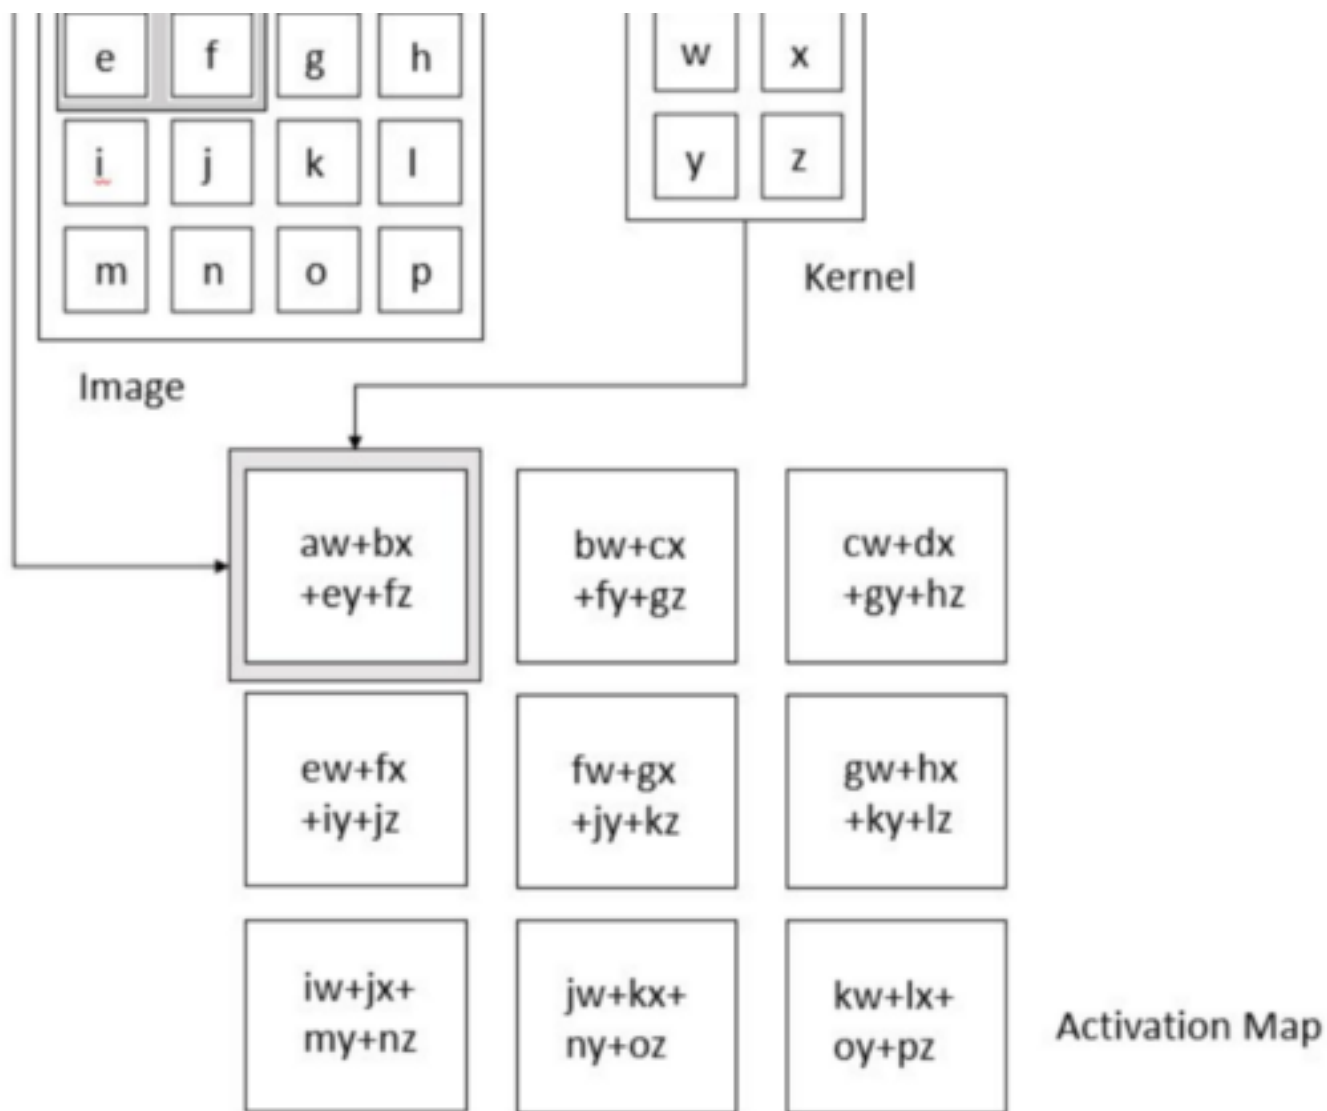 e f g h
w x
i j k l
y z
m n o p
Kernel
Image
aw+bx
+ey+fz
bw+cx
+fy+gz
cw+dx
+gy+hz
ew+fx
+iy+jz
fw+gx
+jy+kz
gw+hx
+ky+lz
iw+jx+
my+nz
jw+kx+
ny+oz
kw+lx+
oy+pz
Activation Map